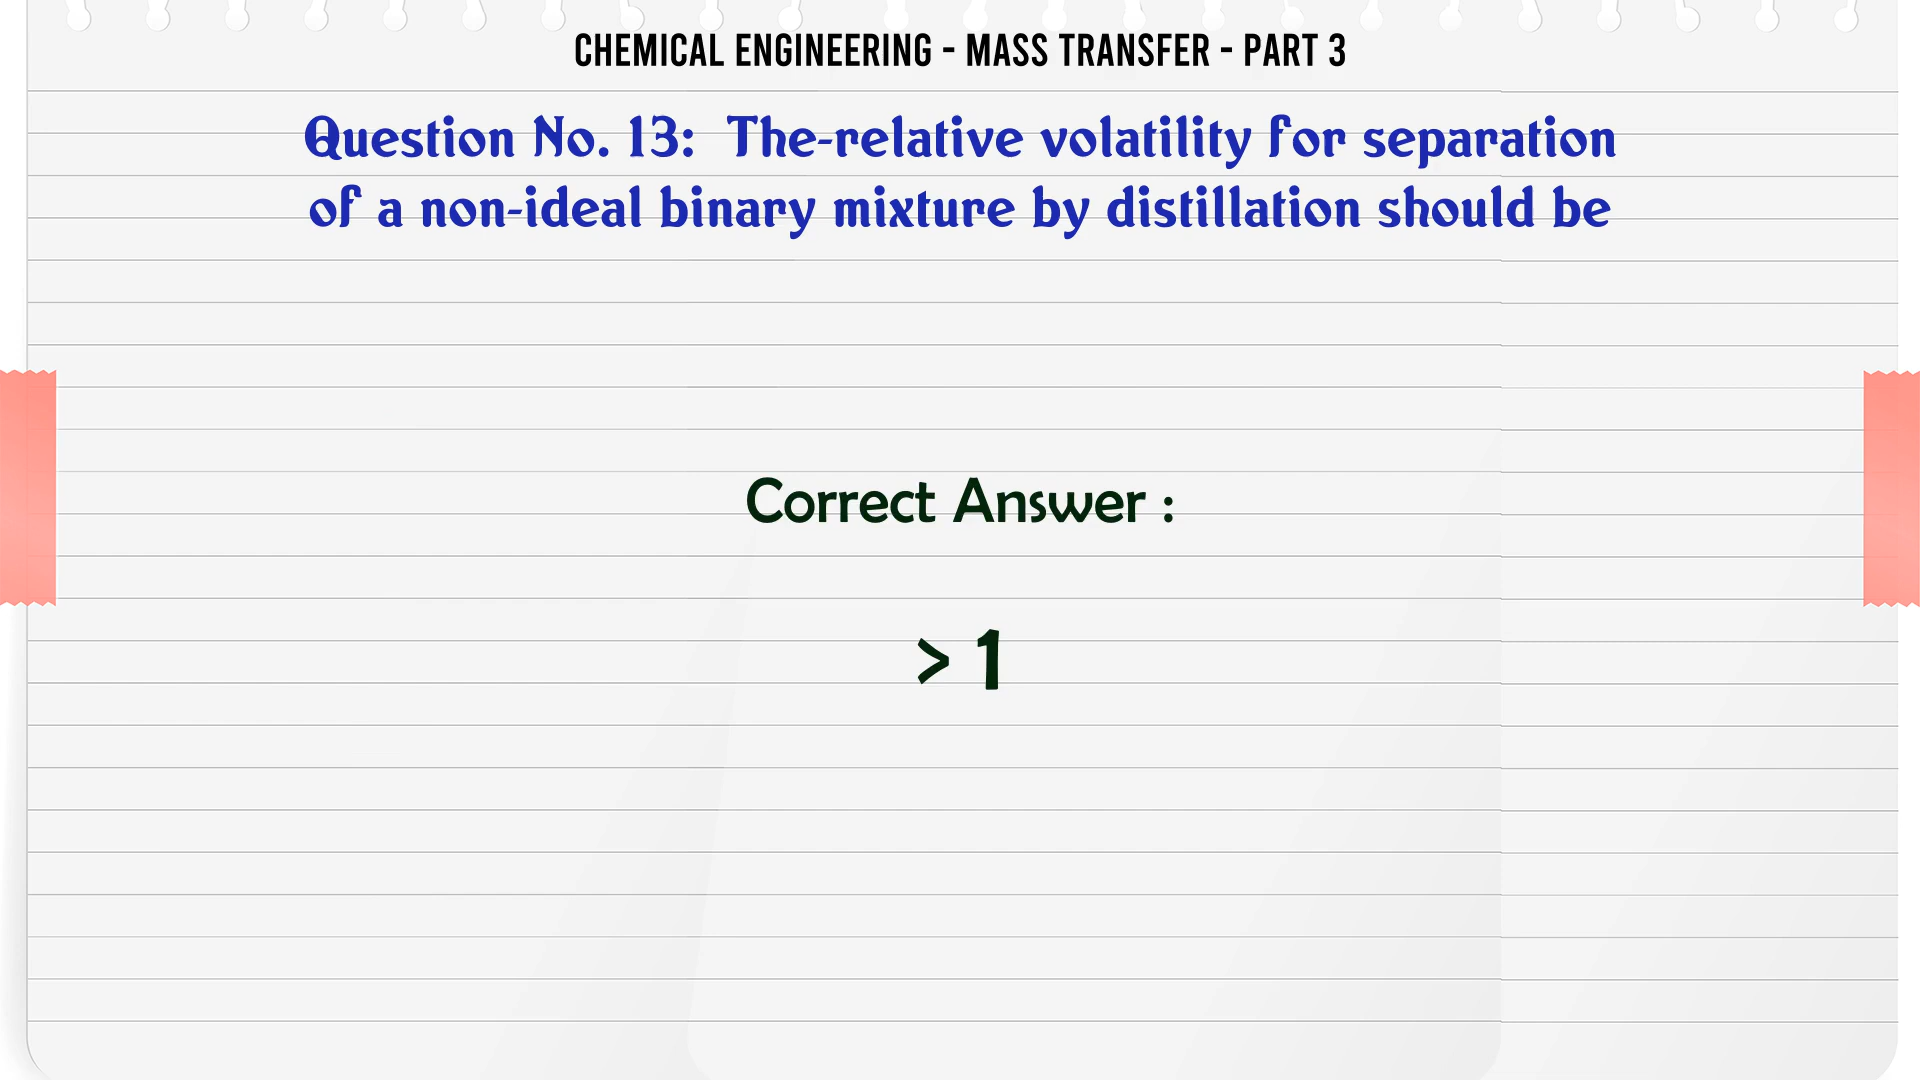 CHEMICAL ENGINEERING - MASS TRANSFER - PART 3
Question No. 13: The-relative volatility for separation
of a non-ideal binary mixture by distillation should be
Correct Answer :
> 1